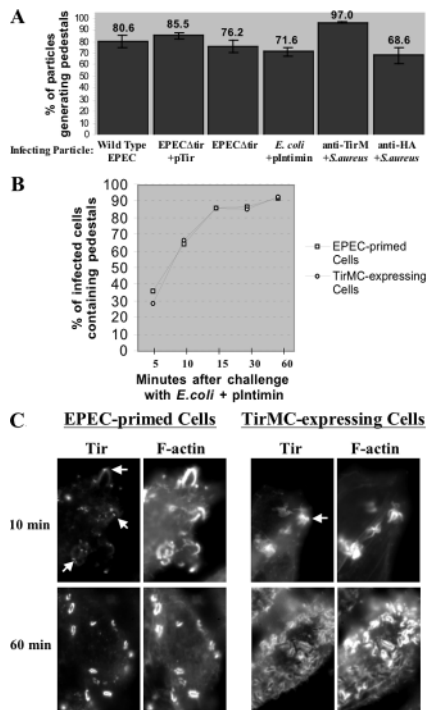 A
% of particles
generating pedestals
100
90
80
70
60
50
40
30
20
10
0
80.6
85.5
76.2
71.6
97.0
68.6
Infecting Particle:
Wild Type
EPEC
EPECΔtir
+pTir
EPECΔtir
E. coli
+pIntimin
anti-TirM
+S.aureus
anti-HA
+S.aureus
B
% of infected cells
containing pedestals
100
90
80
70
60
50
40
30
20
10
0
5
10
15
30
60
Minutes after challenge
with E.coli + pIntimin
EPEC-primed
Cells
TirMC-expressing
Cells
C
EPEC-primed Cells
TirMC-expressing Cells
Tir
F-actin
Tir
F-actin
10 min
60 min